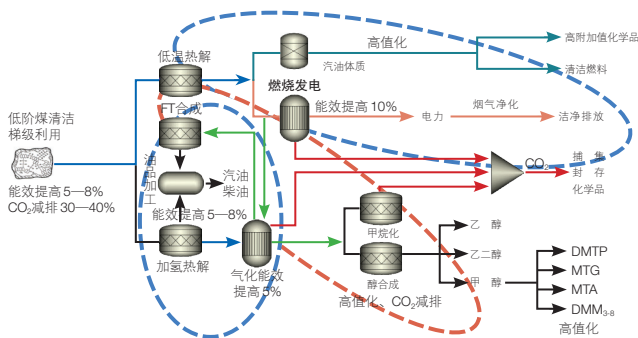 低温热解
汽油体质
高值化
高附加值化学品
清洁燃料
燃烧发电
能效提高10%
电力
烟气净化
洁净排放
低阶煤清洁
梯级利用
能效提高5—8%
CO₂减排30—40%
FT合成
油品加工
汽油
柴油
能效提高5—8%
加氢热解
气化能效
提高5%
CO₂
捕集
封存
化学品
甲烷化
醇合成
高值化、CO₂减排
乙醇
乙二醇
甲醇
DMTP
MTG
MTA
DMM₃₋₈
高值化